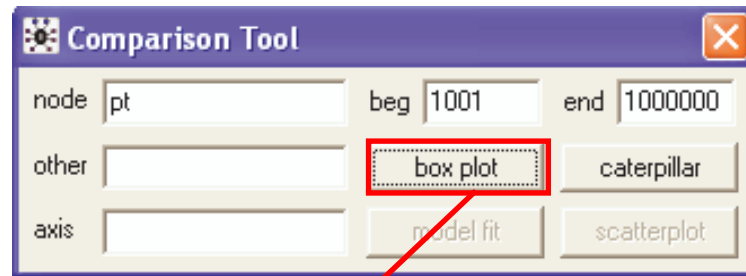 Comparison Tool
node pt beg 1001 end 1000000
other box plot caterpillar
axis model fit scatterplot